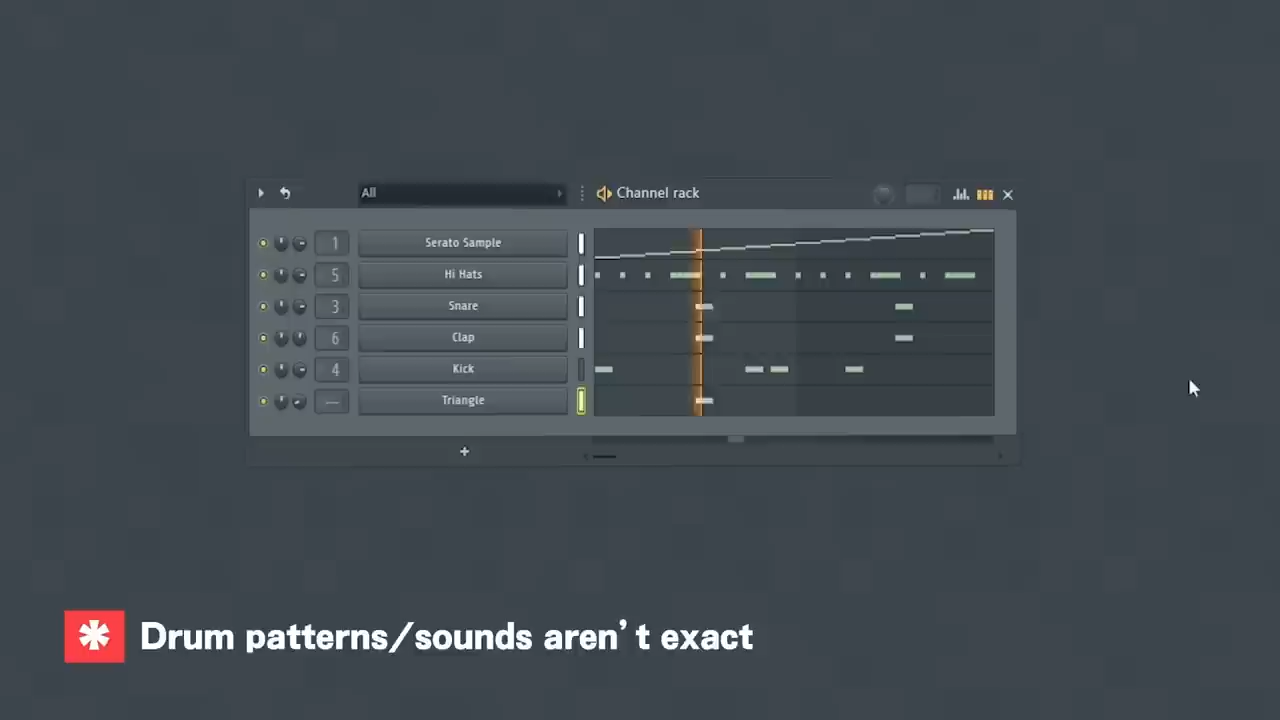 All
Channel rack
1 Serato Sample
5 Hi Hats
3 Snare
6 Clap
4 Kick
--- Triangle
+
* Drum patterns/sounds aren't exact